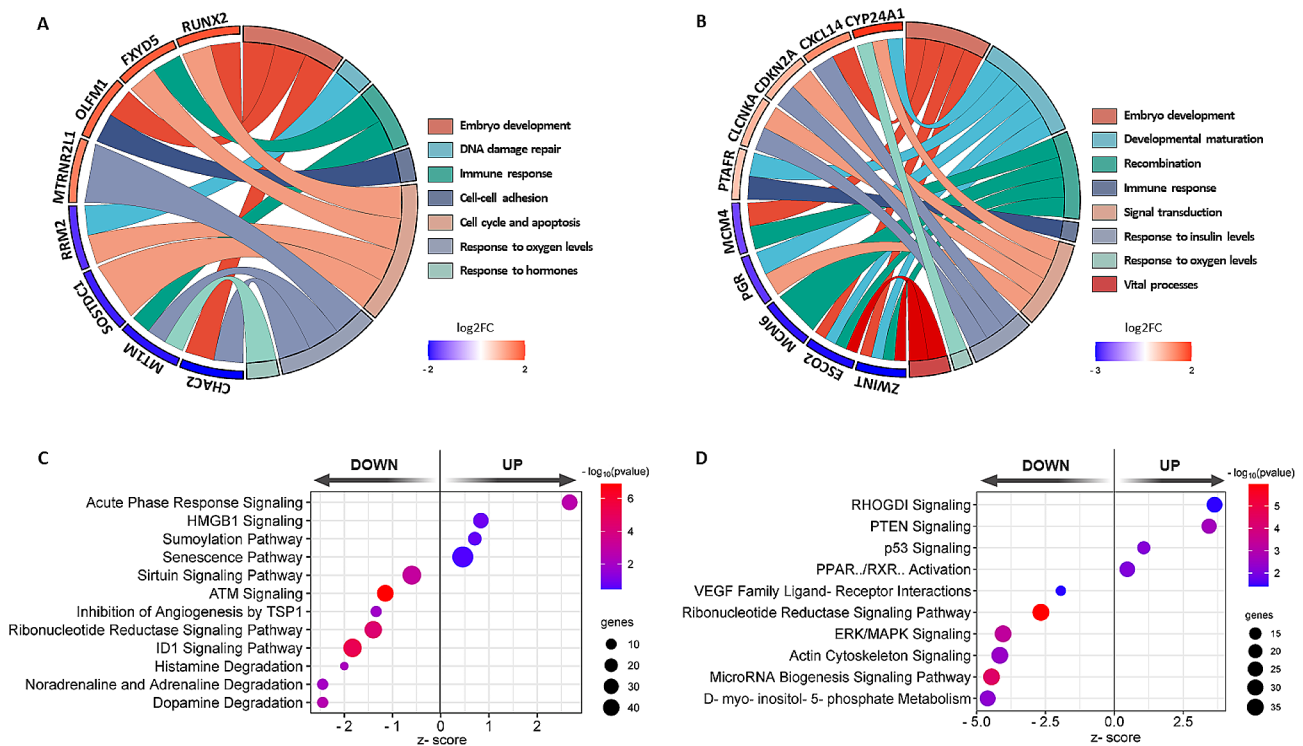 A
RUNX2
FXYD5
OLFM1
MTRNR2L1
RRM2
SOSTDC1
MT1M
CHAC2
Embryo development
DNA damage repair
Immune response
Cell-cell adhesion
Cell cycle and apoptosis
Response to oxygen levels
Response to hormones
log2FC
-2 2
B
CYP24A1
CXCL14
CDKN2A
CLCNKA
PTAFR
MCM4
PGR
MCM6
ESCO2
ZWINT
Embryo development
Developmental maturation
Recombination
Immune response
Signal transduction
Response to insulin levels
Response to oxygen levels
Vital processes
log2FC
-3 2
C
DOWN UP
Acute Phase Response Signaling
HMGB1 Signaling
Sumoylation Pathway
Senescence Pathway
Sirtuin Signaling Pathway
ATM Signaling
Inhibition of Angiogenesis by TSP1
Ribonucleotide Reductase Signaling Pathway
ID1 Signaling Pathway
Histamine Degradation
Noradrenaline and Adrenaline Degradation
Dopamine Degradation
-2 -1 0 1 2
z- score
- log10(pvalue)
6
4
2
genes
10
20
30
40
D
DOWN UP
RHOGDI Signaling
PTEN Signaling
p53 Signaling
PPAR../RXR.. Activation
VEGF Family Ligand- Receptor Interactions
Ribonucleotide Reductase Signaling Pathway
ERK/MAPK Signaling
Actin Cytoskeleton Signaling
MicroRNA Biogenesis Signaling Pathway
D- myo- inositol- 5- phosphate Metabolism
-5.0 -2.5 0 2.5
z- score
-log10(pvalue)
5
4
3
2
genes
15
20
25
30
35